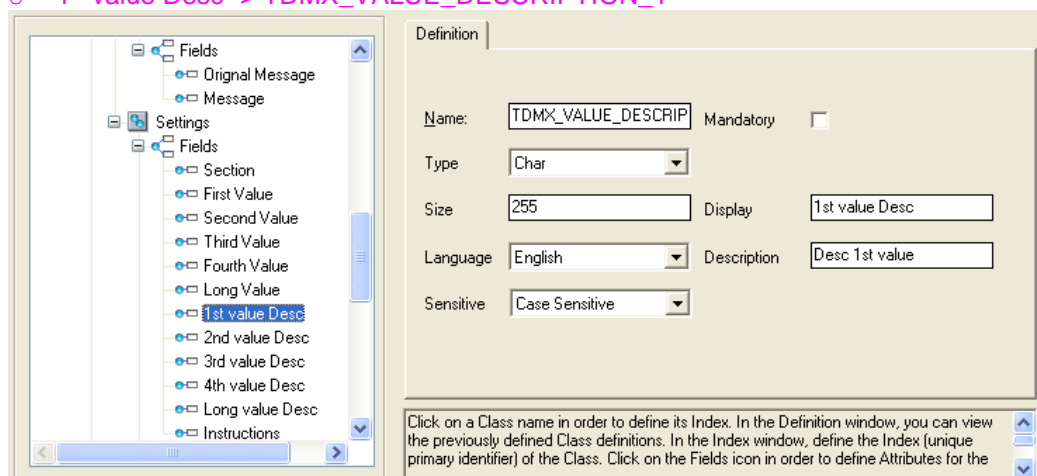 value Desc -> TDMX_VALUE_DESCRIPTION_1
Definition
Fields
Orignal Message
Message
Settings
Fields
Section
First Value
Second Value
Third Value
Fourth Value
Long Value
1st value Desc
2nd value Desc
3rd value Desc
4th value Desc
Long value Desc
Instructions
Name: TDMX_VALUE_DESCRIP Mandatory
Type Char
Size 255 Display 1st value Desc
Language English Description Desc 1st value
Sensitive Case Sensitive
Click on a Class name in order to define its Index. In the Definition window, you can view
the previously defined Class definitions. In the Index window, define the Index (unique
primary identifier) of the Class. Click on the Fields icon in order to define Attributes for the